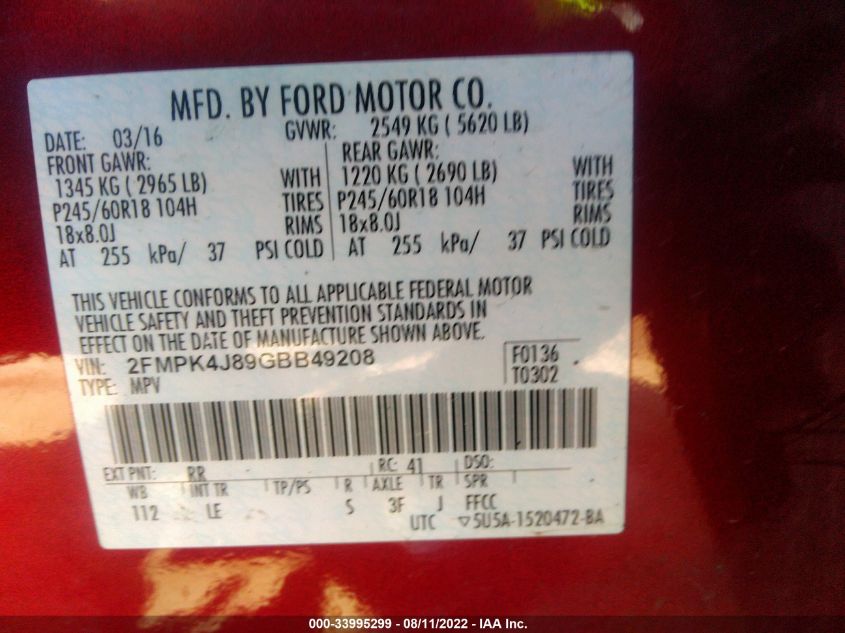 MFD. BY FORD MOTOR CO.
DATE: 03/16 GVWR: 2549 KG ( 5620 LB)
FRONT GAWR: REAR GAWR:
1345 KG ( 2965 LB) WITH 1220 KG ( 2690 LB) WITH
P245/60R18 104H TIRES P245/60R18 104H TIRES
18x8.0J RIMS 18x8.0J RIMS
AT 255 kPa/ 37 PSI COLD AT 255 kPa/ 37 PSI COLD
THIS VEHICLE CONFORMS TO ALL APPLICABLE FEDERAL MOTOR
VEHICLE SAFETY AND THEFT PREVENTION STANDARDS IN
EFFECT ON THE DATE OF MANUFACTURE SHOWN ABOVE.
VIN: 2FMPK4J89GBB49208 F0136
TYPE: MPV T0302
EXT PNT: RR RC: 41 DSO:
WB INT TR TP/PS R AXLE TR SPR
112 LE S 3F J FFCC
UTC ▽5U5A-1520472-BA
000-33995299 - 08/11/2022 - IAA Inc.